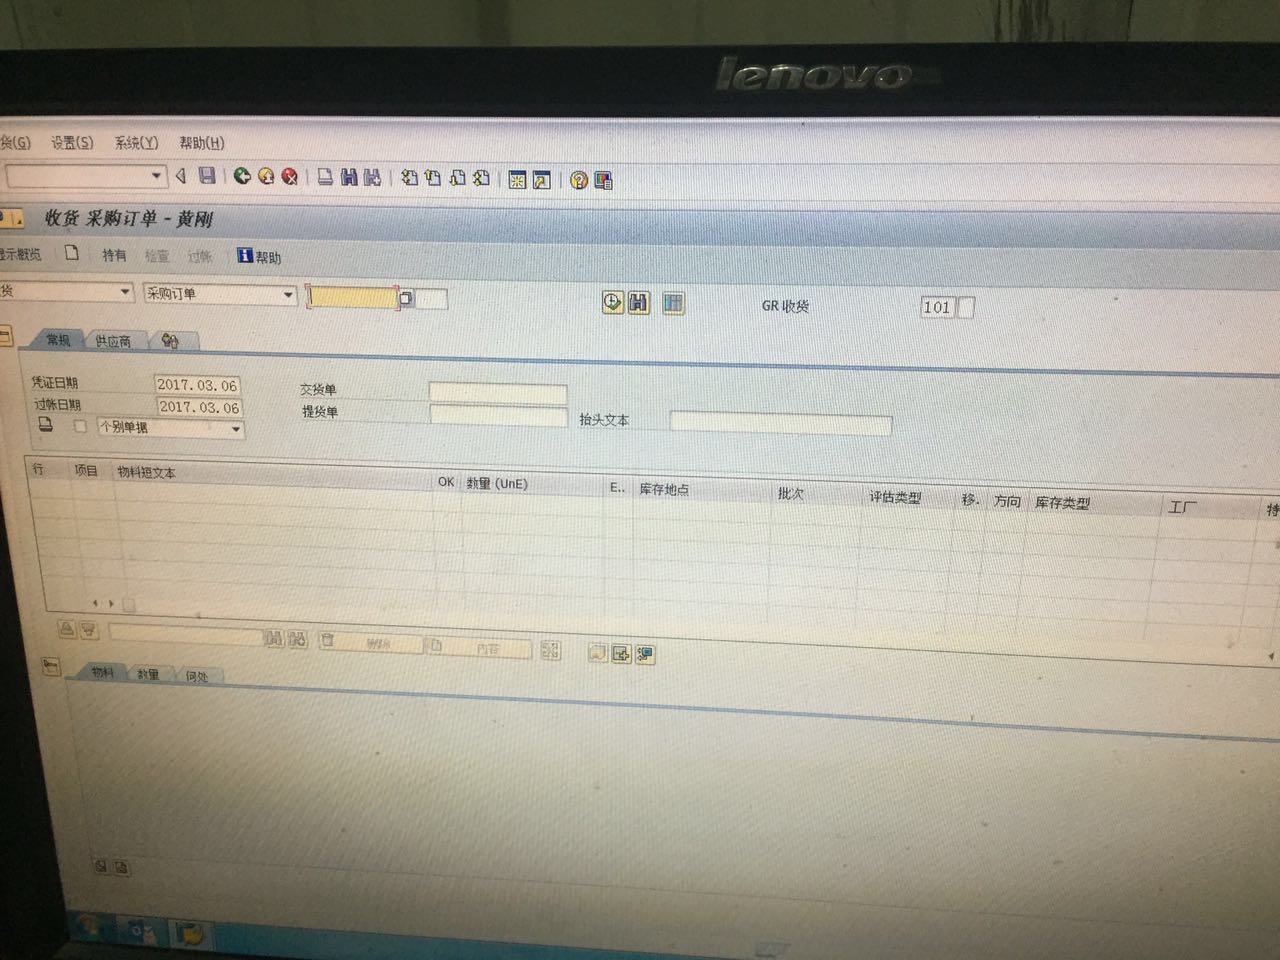 lenovo
货(G) 设置(S) 系统(Y) 帮助(H)
收货 采购订单 - 黄刚
显示概览 持有 检查 过帐 帮助
货 采购订单 GR 收货 101
常规 供应商
凭证日期 2017.03.06 交货单
过帐日期 2017.03.06 提货单 抬头文本
个别单据
行 项目 物料短文本 OK 数量 (UnE) E.. 库存地点 批次 评估类型 移. 方向 库存类型 工厂 特
删除 内容
物料 数量 何处